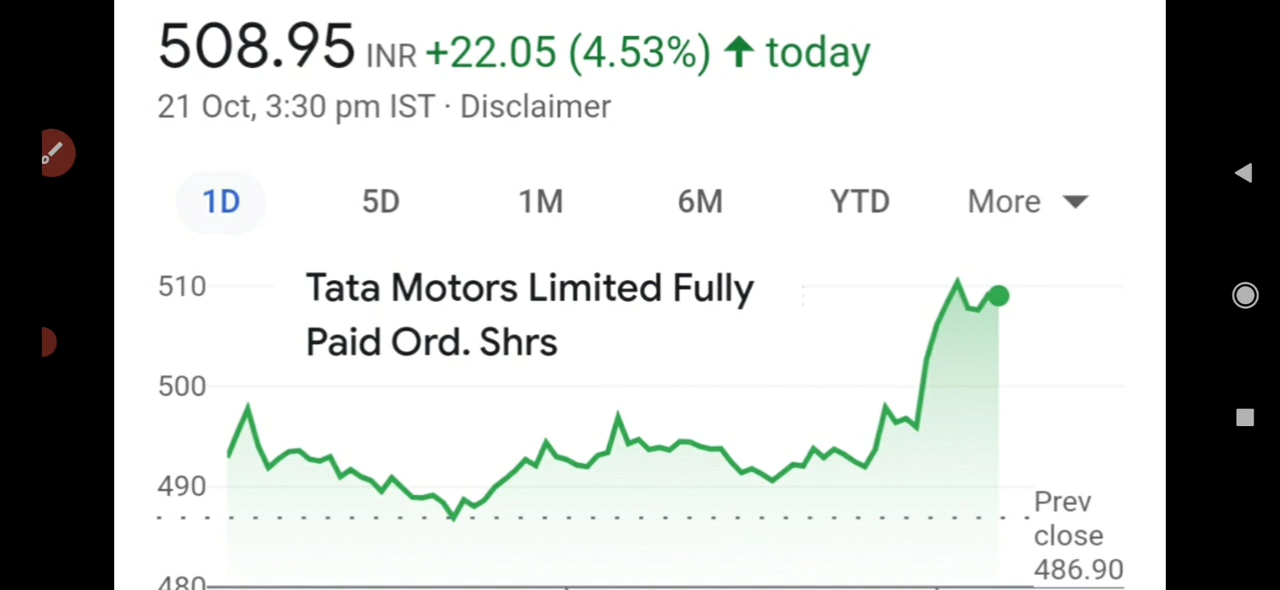 508.95 INR +22.05 (4.53%) ↑ today
21 Oct, 3:30 pm IST · Disclaimer
1D 5D 1M 6M YTD More
510
Tata Motors Limited Fully
Paid Ord. Shrs
500
490
Prev
close
486.90
480